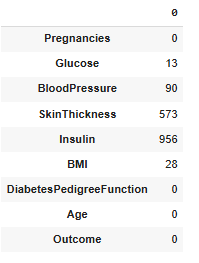 0
Pregnancies 0
Glucose 13
BloodPressure 90
SkinThickness 573
Insulin 956
BMI 28
DiabetesPedigreeFunction 0
Age 0
Outcome 0